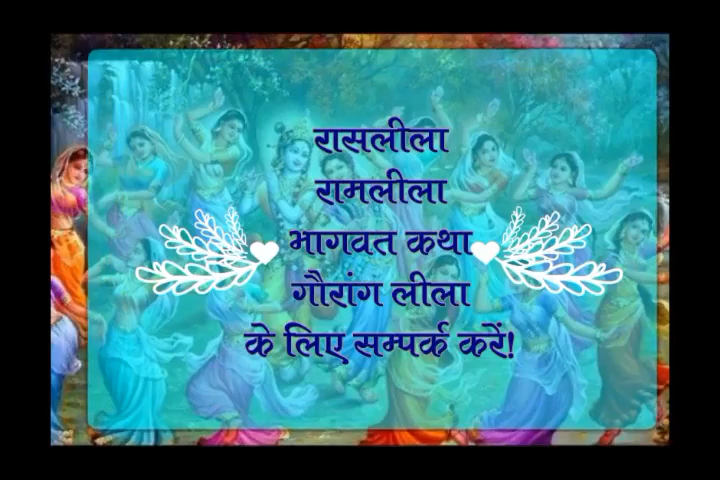 रासलीला
रामलीला
भागवत कथा
गौरांग लीला
के लिए सम्पर्क करें!